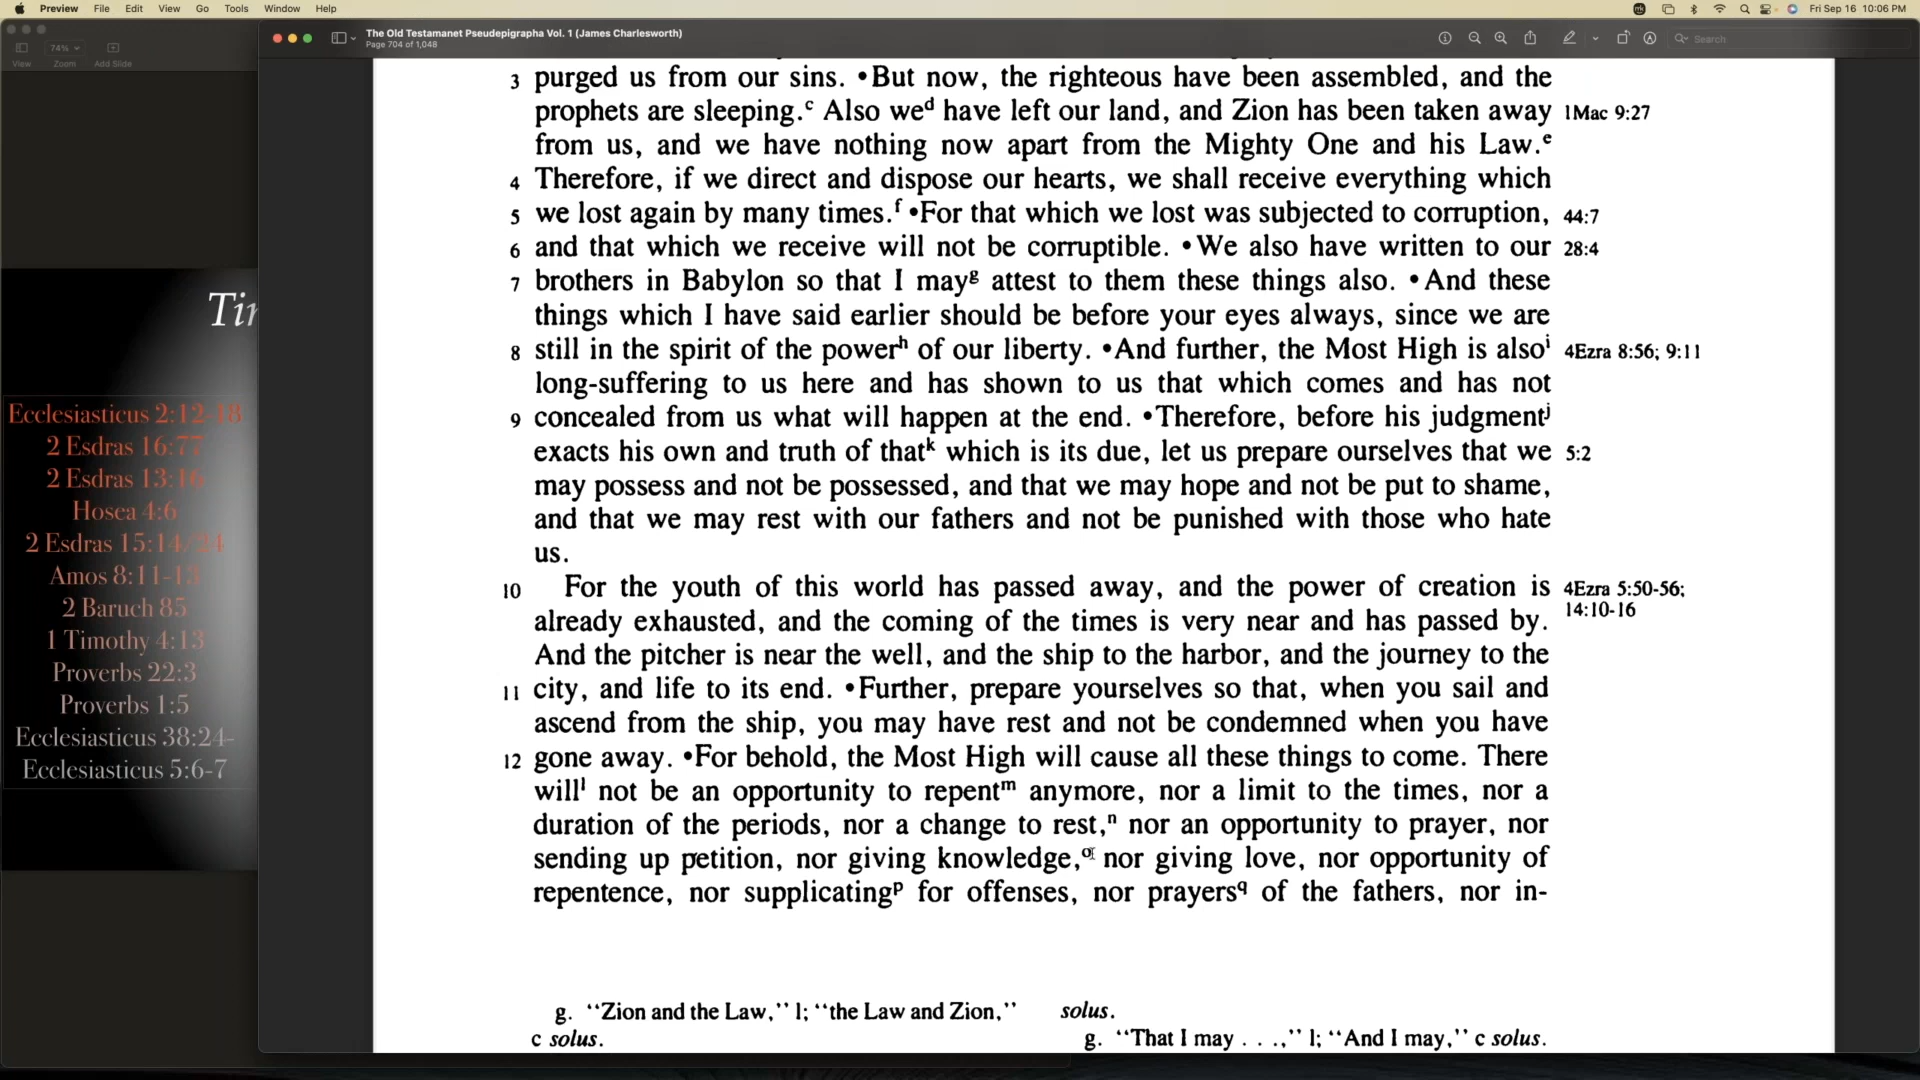 Preview File Edit View Go Tools Window Help
Fri Sep 16 10:06 PM
The Old Testamanet Pseudepigrapha Vol. 1 (James Charlesworth)
Page 704 of 1,048
Search
74%
View Zoom Add Slide
Ecclesiasticus 2:12-18
2 Esdras 16:77
2 Esdras 13:16
Hosea 4:6
2 Esdras 15:14/24
Amos 8:11-13
2 Baruch 85
1 Timothy 4:13
Proverbs 22:3
Proverbs 1:5
Ecclesiasticus 38:24-
Ecclesiasticus 5:6-7
3 purged us from our sins. •But now, the righteous have been assembled, and the
prophets are sleeping.c Also wed have left our land, and Zion has been taken away 1Mac 9:27
from us, and we have nothing now apart from the Mighty One and his Law.e
4 Therefore, if we direct and dispose our hearts, we shall receive everything which
5 we lost again by many times.f •For that which we lost was subjected to corruption, 44:7
6 and that which we receive will not be corruptible. •We also have written to our 28:4
7 brothers in Babylon so that I mayg attest to them these things also. •And these
things which I have said earlier should be before your eyes always, since we are
8 still in the spirit of the powerh of our liberty. •And further, the Most High is alsoi 4Ezra 8:56; 9:11
long-suffering to us here and has shown to us that which comes and has not
9 concealed from us what will happen at the end. •Therefore, before his judgmentj
exacts his own and truth of thatk which is its due, let us prepare ourselves that we 5:2
may possess and not be possessed, and that we may hope and not be put to shame,
and that we may rest with our fathers and not be punished with those who hate
us.
10 For the youth of this world has passed away, and the power of creation is 4Ezra 5:50-56;
already exhausted, and the coming of the times is very near and has passed by. 14:10-16
And the pitcher is near the well, and the ship to the harbor, and the journey to the
11 city, and life to its end. •Further, prepare yourselves so that, when you sail and
ascend from the ship, you may have rest and not be condemned when you have
12 gone away. •For behold, the Most High will cause all these things to come. There
willl not be an opportunity to repentm anymore, nor a limit to the times, nor a
duration of the periods, nor a change to rest,n nor an opportunity to prayer, nor
sending up petition, nor giving knowledge,o nor giving love, nor opportunity of
repentence, nor supplicatingp for offenses, nor prayersq of the fathers, nor in-
g. ‘‘Zion and the Law,’’ l; ‘‘the Law and Zion,’’
c solus.
solus.
g. ‘‘That I may . . .,’’ l; ‘‘And I may,’’ c solus.